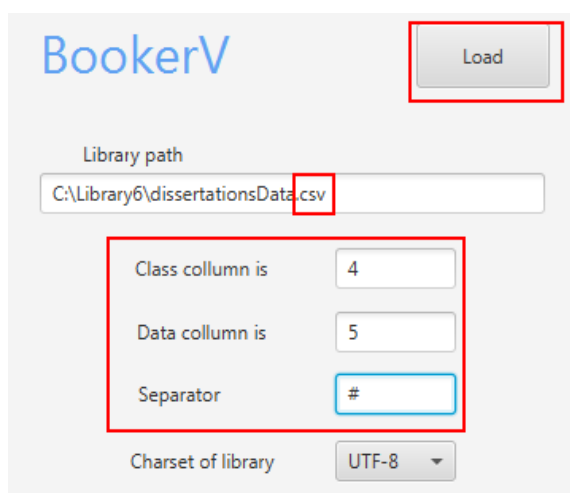 BookerV
Load
Library path
C:\Library6\dissertationsData.csv
Class collumn is 4
Data collumn is 5
Separator #
Charset of library UTF-8